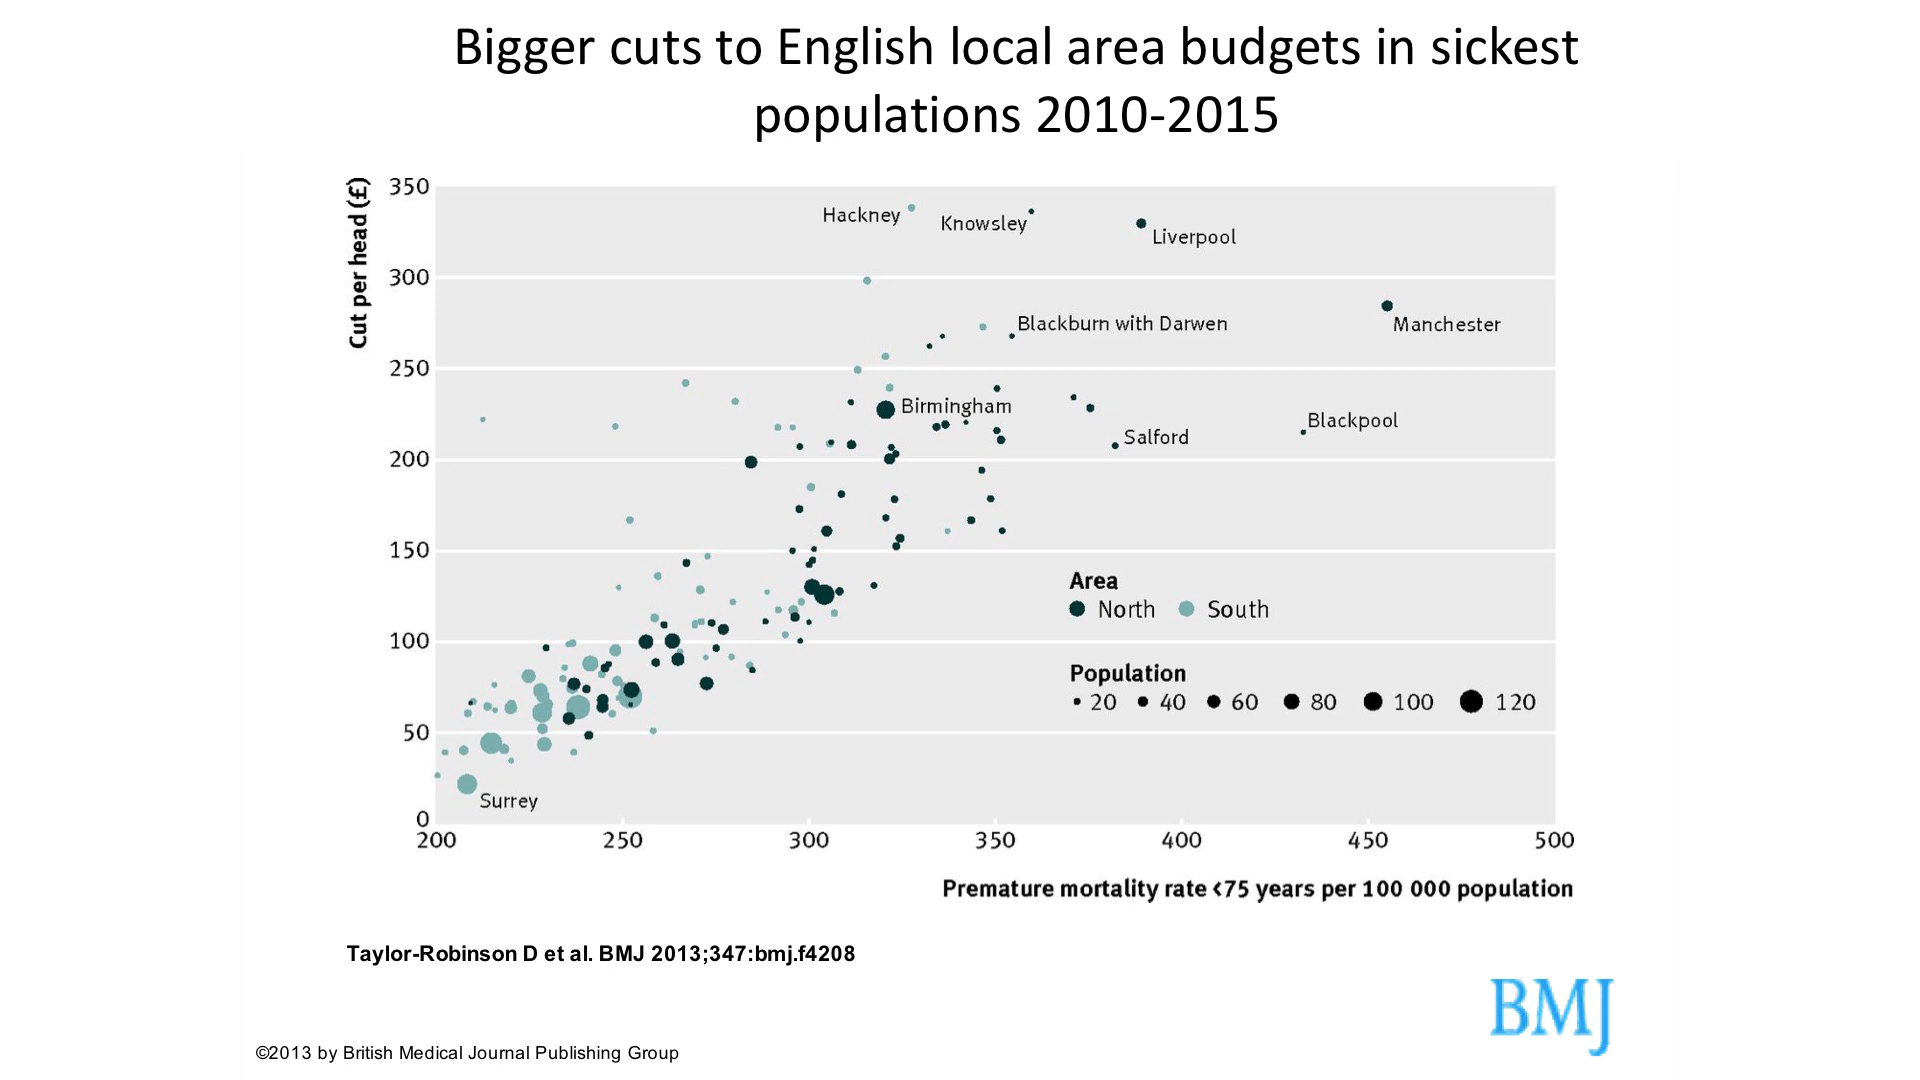 Bigger cuts to English local area budgets in sickest
populations 2010-2015
Cut per head (£)
350
300
250
200
150
100
50
0
Hackney
Knowsley
Liverpool
Blackburn with Darwen
Manchester
Birmingham
Blackpool
Salford
Surrey
Area
North South
Population
20 40 60 80 100 120
200 250 300 350 400 450 500
Premature mortality rate <75 years per 100 000 population
Taylor-Robinson D et al. BMJ 2013;347:bmj.f4208
BMJ
©2013 by British Medical Journal Publishing Group